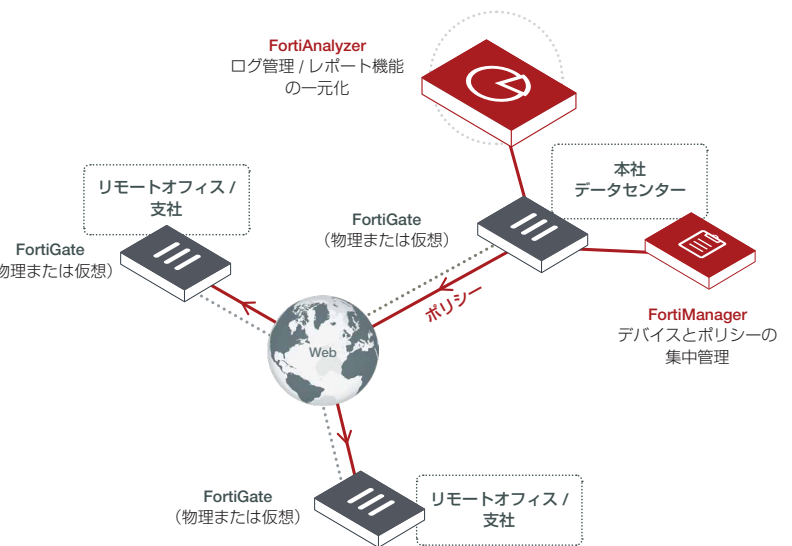 FortiAnalyzer
ログ管理 / レポート機能
の一元化
本社
データセンター
リモートオフィス /
支社
FortiGate
（物理または仮想）
FortiGate
物理または仮想）
ポリシー
FortiManager
デバイスとポリシーの
集中管理
Web
FortiGate
（物理または仮想）
リモートオフィス /
支社